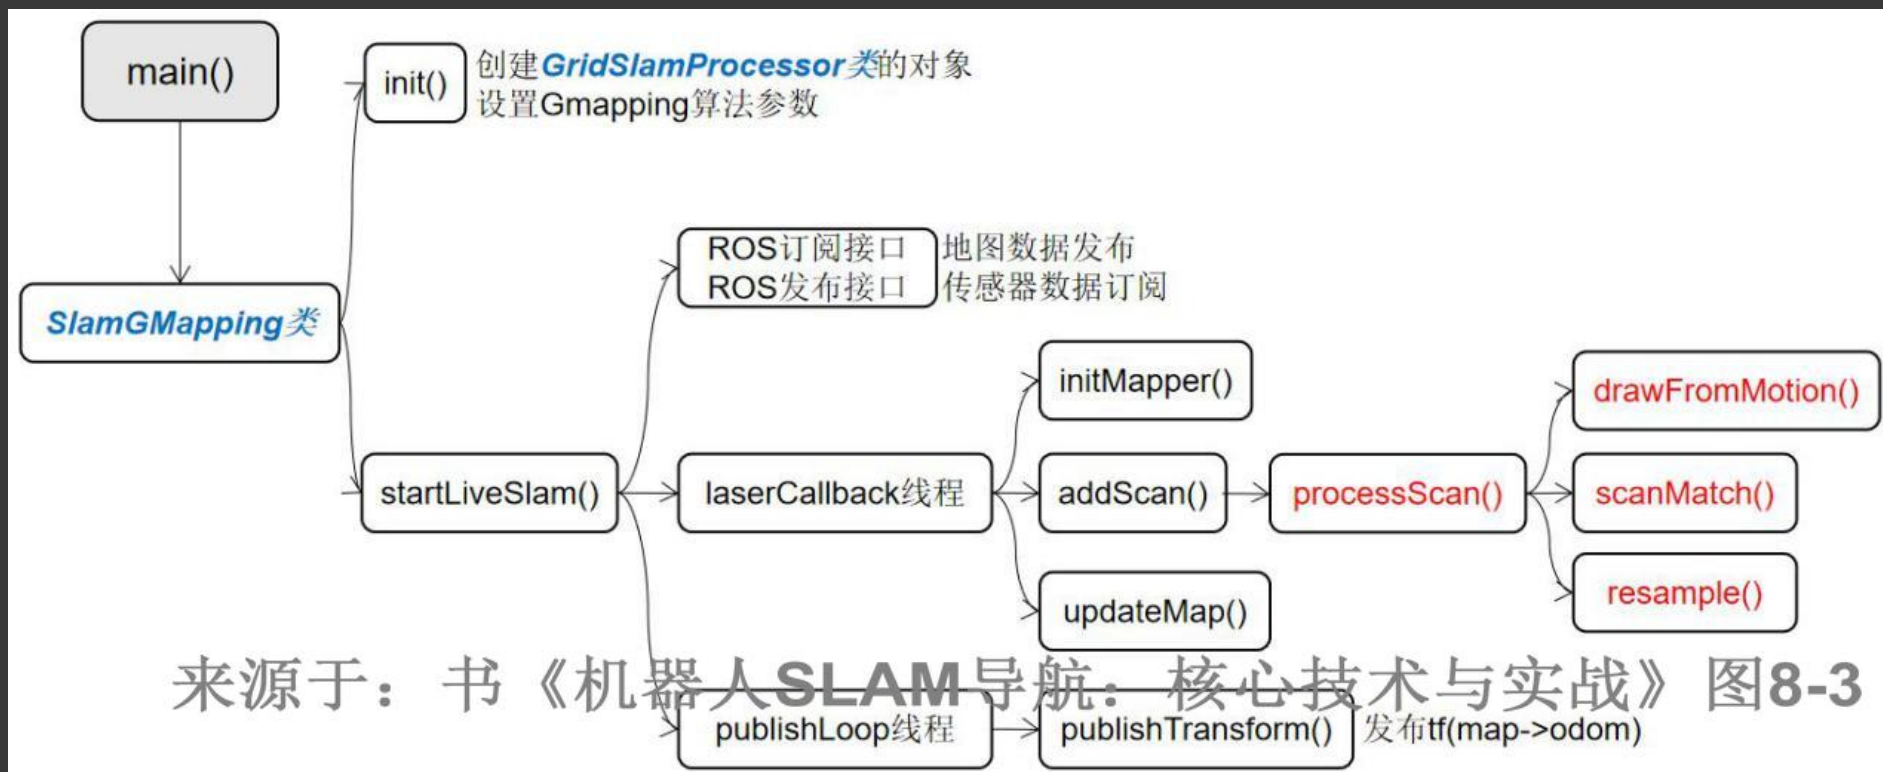 main()
init()
创建GridSlamProcessor类的对象
设置Gmapping算法参数
SlamGMapping类
ROS订阅接口
ROS发布接口
地图数据发布
传感器数据订阅
startLiveSlam()
laserCallback线程
initMapper()
addScan()
updateMap()
processScan()
drawFromMotion()
scanMatch()
resample()
publishLoop线程
publishTransform()
发布tf(map->odom)
来源于：书《机器人SLAM导航：核心技术与实战》图8-3